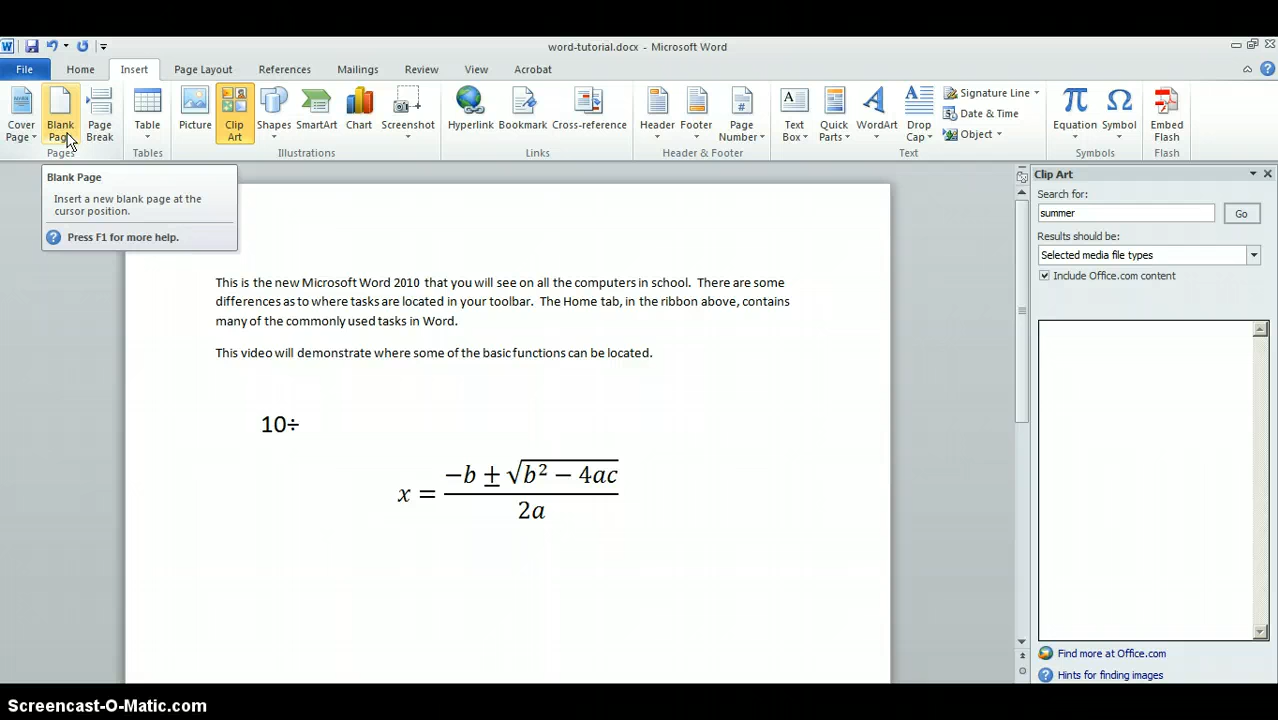 word-tutorial.docx - Microsoft Word
File Home Insert Page Layout References Mailings Review View Acrobat
Cover Page
Blank Page
Page Break
Pages
Table
Tables
Picture
Clip Art
Shapes
SmartArt
Chart
Screenshot
Illustrations
Hyperlink
Bookmark
Cross-reference
Links
Header
Footer
Page Number
Header & Footer
Text Box
Quick Parts
WordArt
Drop Cap
Signature Line
Date & Time
Object
Text
Equation
Symbol
Symbols
Embed Flash
Flash
Blank Page
Insert a new blank page at the
cursor position.
Press F1 for more help.
This is the new Microsoft Word 2010 that you will see on all the computers in school. There are some
differences as to where tasks are located in your toolbar. The Home tab, in the ribbon above, contains
many of the commonly used tasks in Word.
This video will demonstrate where some of the basic functions can be located.
10÷
x = (−b ± √(b² − 4ac)) / 2a
Clip Art
Search for:
summer
Go
Results should be:
Selected media file types
Include Office.com content
Find more at Office.com
Hints for finding images
Screencast-O-Matic.com